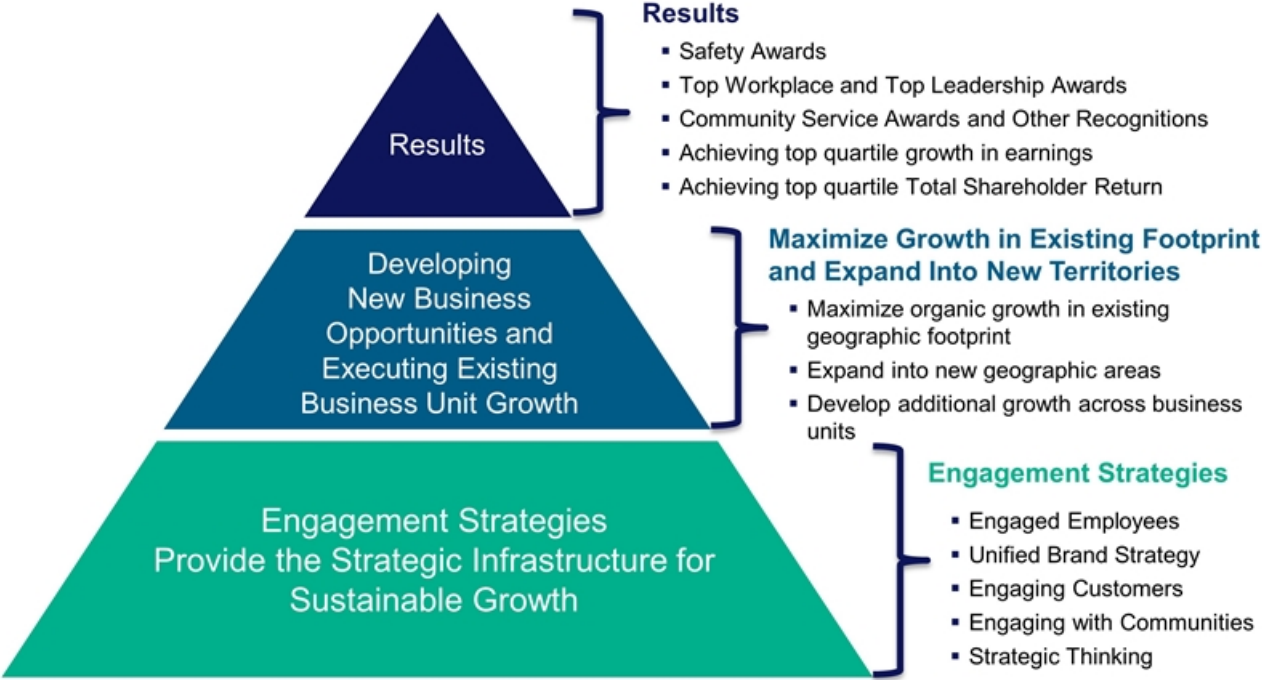 Results
Results
▪ Safety Awards
▪ Top Workplace and Top Leadership Awards
▪ Community Service Awards and Other Recognitions
▪ Achieving top quartile growth in earnings
▪ Achieving top quartile Total Shareholder Return
Developing
New Business
Opportunities and
Executing Existing
Business Unit Growth
Maximize Growth in Existing Footprint
and Expand Into New Territories
▪ Maximize organic growth in existing
geographic footprint
▪ Expand into new geographic areas
▪ Develop additional growth across business
units
Engagement Strategies
Provide the Strategic Infrastructure for
Sustainable Growth
Engagement Strategies
▪ Engaged Employees
▪ Unified Brand Strategy
▪ Engaging Customers
▪ Engaging with Communities
▪ Strategic Thinking